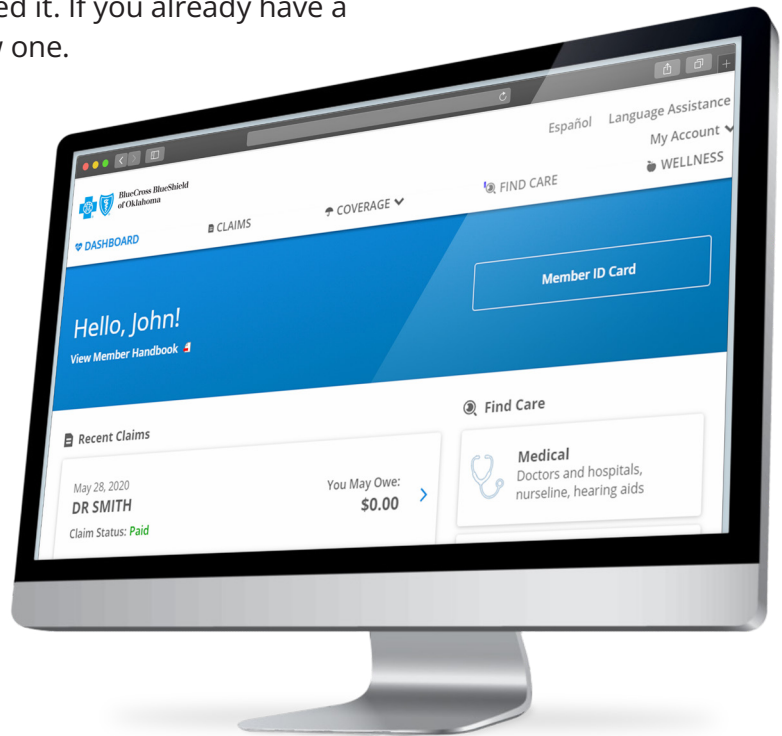 ed it. If you already have a
one.
Español Language Assistance
My Account
BlueCross BlueShield
of Oklahoma
DASHBOARD CLAIMS COVERAGE FIND CARE WELLNESS
Hello, John!
View Member Handbook
Member ID Card
Recent Claims
May 28, 2020
DR SMITH
Claim Status: Paid
You May Owe:
$0.00
Find Care
Medical
Doctors and hospitals,
nurseline, hearing aids